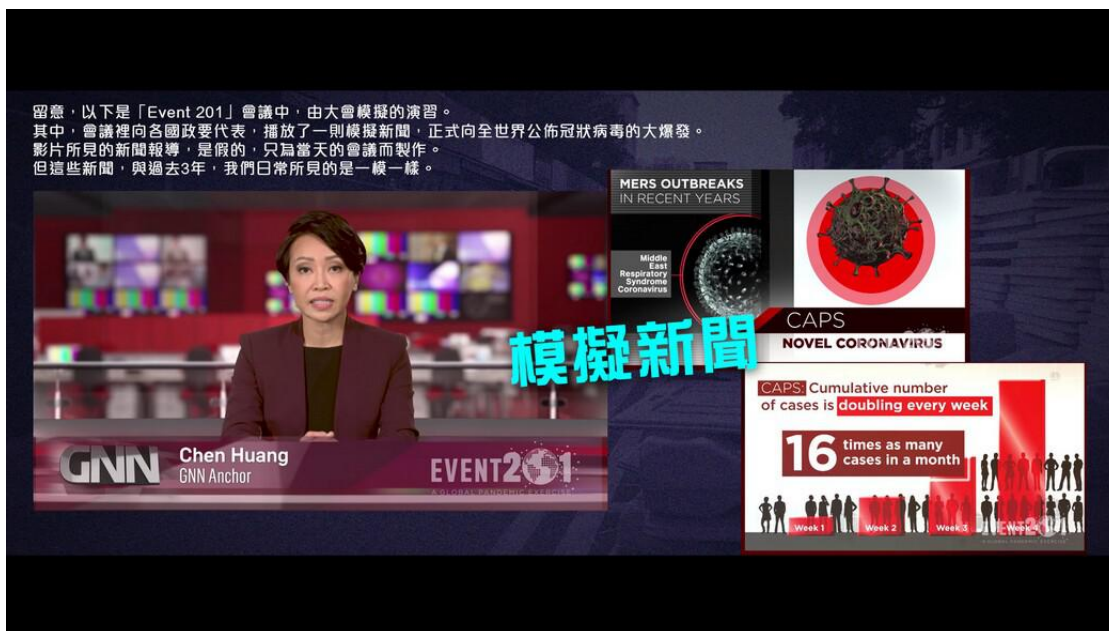 留意，以下是「Event 201」會議中，由大會模擬的演習。
其中，會議裡向各國政要代表，播放了一則模擬新聞，正式向全世界公佈冠狀病毒的大爆發。
影片所見的新聞報導，是假的，只為當天的會議而製作。
但這些新聞，與過去3年，我們日常所見的是一模一樣。
MERS OUTBREAKS
IN RECENT YEARS
Middle
East
Respiratory
Syndrome
Coronavirus
CAPS
NOVEL CORONAVIRUS
模擬新聞
CAPS: Cumulative number
of cases is doubling every week
16 times as many
cases in a month
Week 1
Week 2
Week 3
Week 4
EVENT201
A GLOBAL PANDEMIC EXERCISE
GNN
Chen Huang
GNN Anchor
EVENT201
A GLOBAL PANDEMIC EXERCISE